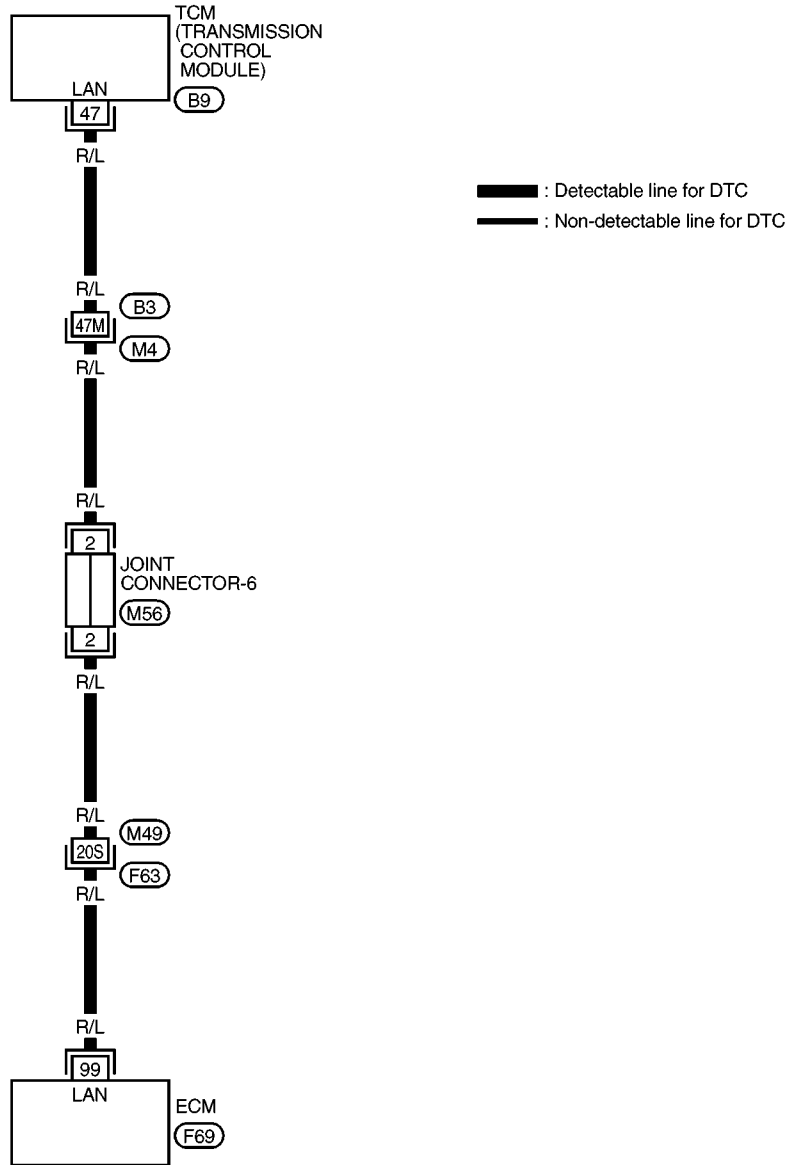 TCM
(TRANSMISSION
CONTROL
MODULE)
LAN
B9
47
R/L
: Detectable line for DTC
: Non-detectable line for DTC
R/L
B3
47M
M4
R/L
R/L
2
JOINT
CONNECTOR-6
M56
2
R/L
R/L
M49
20S
F63
R/L
R/L
99
LAN
ECM
F69